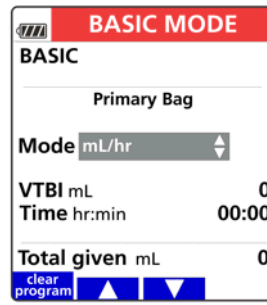 BASIC MODE
BASIC
Primary Bag
Mode mL/hr
VTBI mL 0
Time hr:min 00:00
Total given mL 0
clear
program